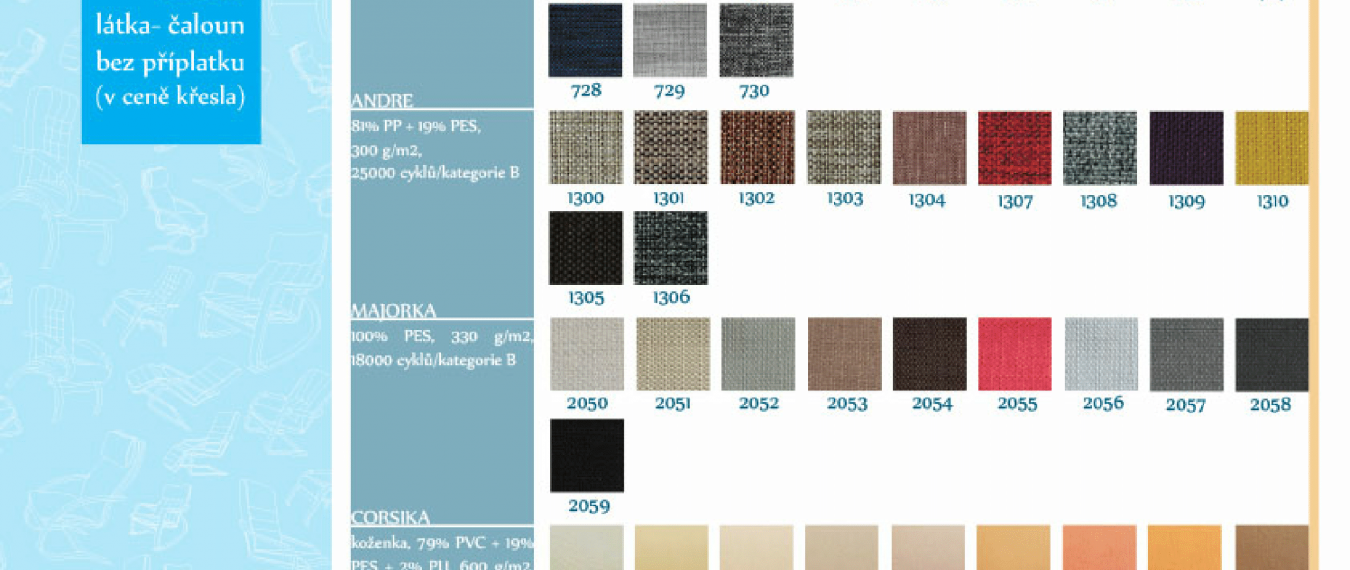 látka- čaloun
bez příplatku
(v ceně křesla)
728 729 730
ANDRE
81% PP + 19% PES,
300 g/m2,
25000 cyklů/kategorie B
1300 1301 1302 1303 1304 1307 1308 1309 1310
1305 1306
MAJORKA
100% PES, 330 g/m2,
18000 cyklů/kategorie B
2050 2051 2052 2053 2054 2055 2056 2057 2058
2059
CORSIKA
koženka, 79% PVC + 19%
PES + 2% PU, 600 g/m2